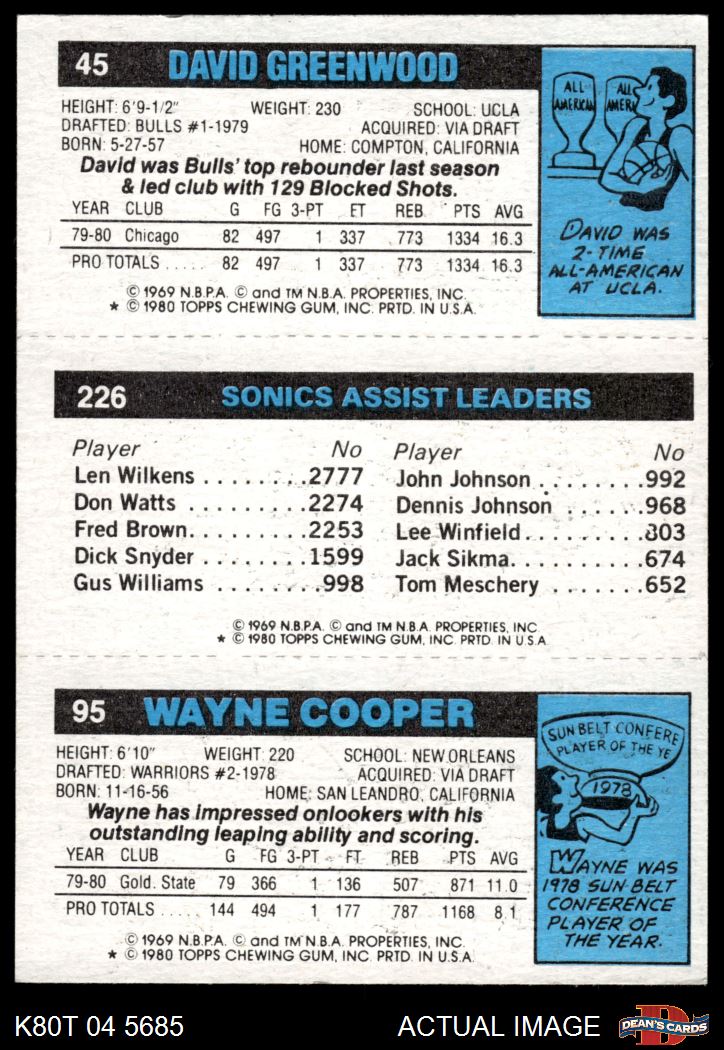 45 DAVID GREENWOOD
HEIGHT: 6'9-1/2" WEIGHT: 230 SCHOOL: UCLA
DRAFTED: BULLS #1-1979 ACQUIRED: VIA DRAFT
BORN: 5-27-57 HOME: COMPTON, CALIFORNIA
David was Bulls' top rebounder last season
& led club with 129 Blocked Shots.
YEAR CLUB G FG 3-PT FT REB PTS AVG
79-80 Chicago 82 497 1 337 773 1334 16.3
PRO TOTALS ..... 82 497 1 337 773 1334 16.3
© 1969 N.B.P.A. © and TM N.B.A. PROPERTIES, INC.
★ © 1980 TOPPS CHEWING GUM, INC. PRTD. IN U.S.A.
ALL AMERICAN
ALL AMER
DAVID WAS
2-TIME
ALL-AMERICAN
AT UCLA.
226 SONICS ASSIST LEADERS
Player No Player No
Len Wilkens ........2777 John Johnson ........992
Don Watts .........2274 Dennis Johnson ......968
Fred Brown.........2253 Lee Winfield.........803
Dick Snyder ........1599 Jack Sikma..........674
Gus Williams ........998 Tom Meschery .......652
© 1969 N.B.P.A. © and TM N.B.A. PROPERTIES, INC
★ © 1980 TOPPS CHEWING GUM, INC. PRTD. IN U.S.A
95 WAYNE COOPER
HEIGHT: 6'10" WEIGHT: 220 SCHOOL: NEW ORLEANS
DRAFTED: WARRIORS #2-1978 ACQUIRED: VIA DRAFT
BORN: 11-16-56 HOME: SAN LEANDRO, CALIFORNIA
Wayne has impressed onlookers with his
outstanding leaping ability and scoring.
YEAR CLUB G FG 3-PT FT REB PTS AVG
79-80 Gold. State 79 366 1 136 507 871 11.0
PRO TOTALS ..... 144 494 1 177 787 1168 8.1
© 1969 N.B.P.A. © and TM N.B.A. PROPERTIES, INC.
★ © 1980 TOPPS CHEWING GUM, INC. PRTD. IN U.S.A.
SUN BELT CONFERE
PLAYER OF THE YE
1978
WAYNE WAS
1978 SUN BELT
CONFERENCE
PLAYER OF
THE YEAR.
K80T 04 5685 ACTUAL IMAGE D DEAN'S CARDS